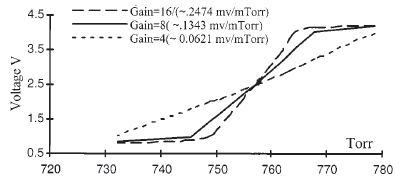 4.5
Gain=16/(~.2474 mv/mTorr)
Gain=8( ~.1343 mv/mTorr)
Gain=4(~ 0.0621 mv/mTorr)
3.5
Voltage V
2.5
1.5
Torr
0.5
720 730 740 750 760 770 780